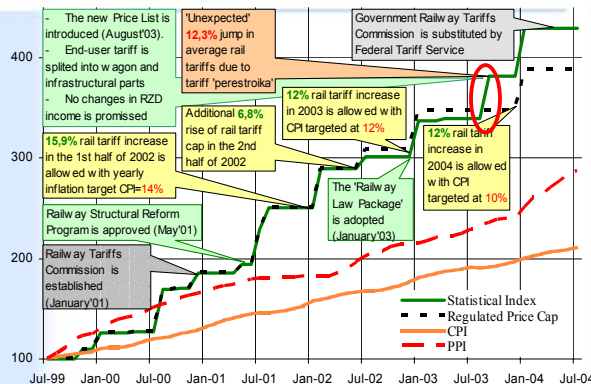 - The new Price List is
introduced (August'03).
- End-user tariff is
splited into wagon and
infrastructural parts
- No changes in RZD
income is promissed
'Unexpected'
12,3% jump in
average rail
tariffs due to
tariff 'perestroika'
Government Railway Tariffs
Commission is substituted by
Federal Tariff Service
15,9% rail tariff increase
in the 1st half of 2002 is
allowed with yearly
inflation target CPI=14%
Additional 6,8%
rise of rail tariff
cap in the 2nd
half of 2002
12% rail tariff increase
in 2003 is allowed with
CPI targeted at 12%
12% rail tariff
increase in
2004 is allowed
with CPI
targeted at 10%
Railway Structural Reform
Program is approved (May'01)
The 'Railway
Law Package'
is adopted
(January'03)
Railway Tariffs
Commission is
established
(January'01)
Statistical Index
Regulated Price Cap
CPI
PPI
400
300
200
100
Jul-99 Jan-00 Jul-00 Jan-01 Jul-01 Jan-02 Jul-02 Jan-03 Jul-03 Jan-04 Jul-04